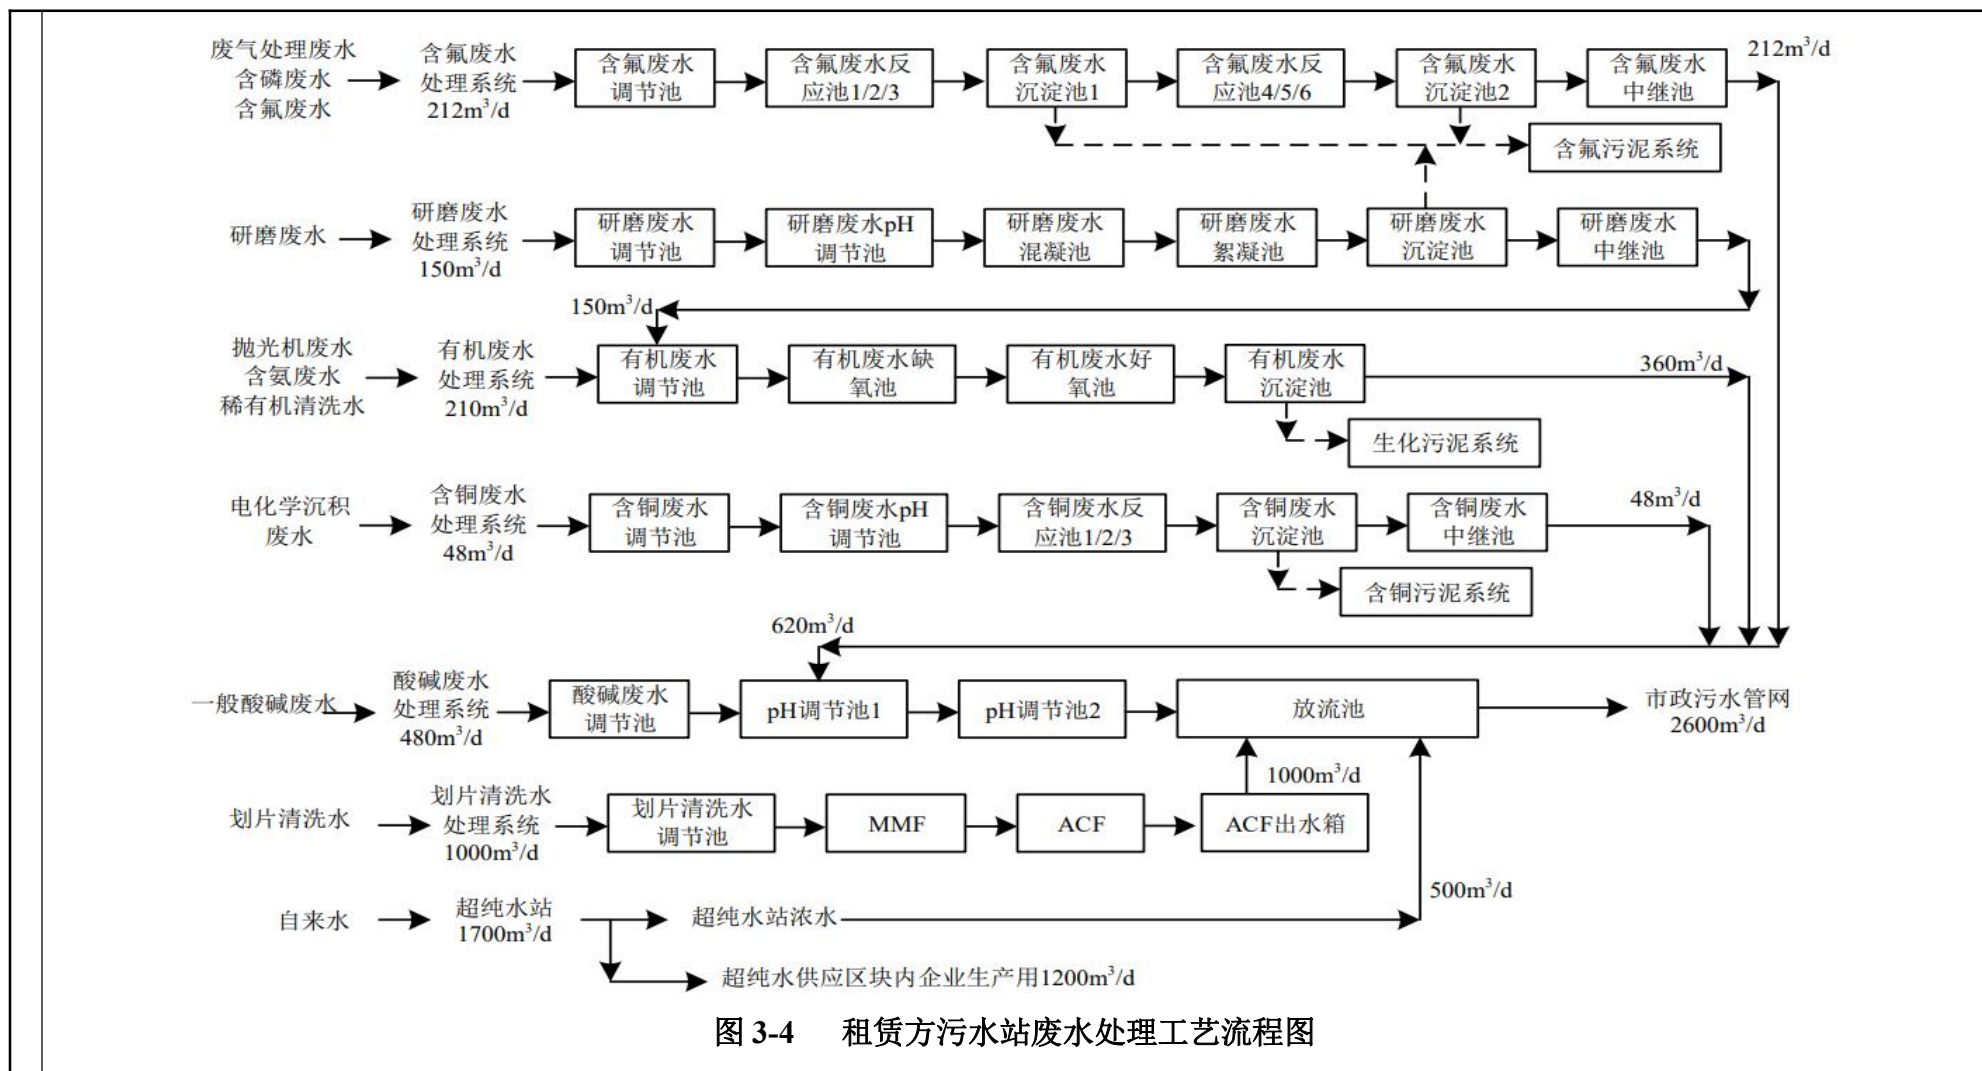 废气处理废水
含磷废水
含氟废水
含氟废水
处理系统
212m³/d
含氟废水
调节池
含氟废水反
应池1/2/3
含氟废水
沉淀池1
含氟废水反
应池4/5/6
含氟废水
沉淀池2
含氟废水
中继池
212m³/d
含氟污泥系统
研磨废水
研磨废水
处理系统
150m³/d
研磨废水
调节池
研磨废水pH
调节池
研磨废水
混凝池
研磨废水
絮凝池
研磨废水
沉淀池
研磨废水
中继池
150m³/d
抛光机废水
含氨废水
稀有机清洗水
有机废水
处理系统
210m³/d
有机废水
调节池
有机废水缺
氧池
有机废水好
氧池
有机废水
沉淀池
360m³/d
生化污泥系统
电化学沉积
废水
含铜废水
处理系统
48m³/d
含铜废水
调节池
含铜废水pH
调节池
含铜废水反
应池1/2/3
含铜废水
沉淀池
含铜废水
中继池
48m³/d
含铜污泥系统
620m³/d
一般酸碱废水
酸碱废水
处理系统
480m³/d
酸碱废水
调节池
pH调节池1
pH调节池2
放流池
市政污水管网
2600m³/d
划片清洗水
划片清洗水
处理系统
1000m³/d
划片清洗水
调节池
MMF
ACF
ACF出水箱
1000m³/d
500m³/d
自来水
超纯水站
1700m³/d
超纯水站浓水
超纯水供应区块内企业生产用1200m³/d
图 3-4 租赁方污水站废水处理工艺流程图